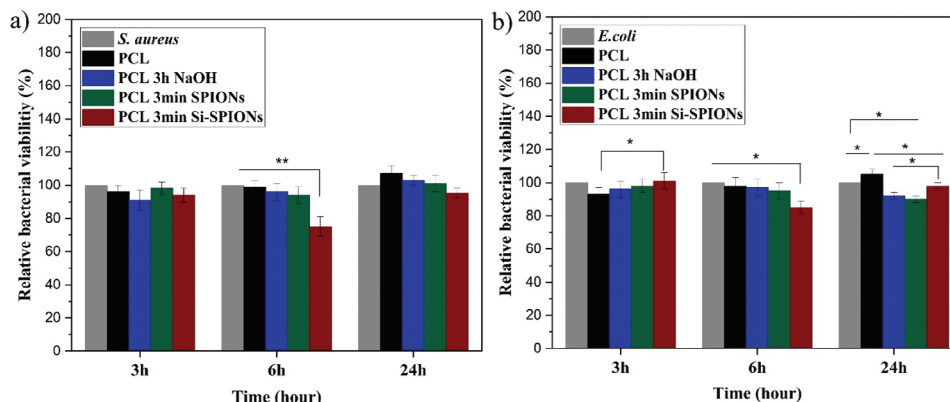 a)
Relative bacterial viabilitiy (%)
200
180
160
140
120
100
80
60
40
20
0
S. aureus
PCL
PCL 3h NaOH
PCL 3min SPIONs
PCL 3min Si-SPIONs
**
3h
6h
24h
Time (hour)
b)
Relative bacterial viability (%)
200
180
160
140
120
100
80
60
40
20
0
E.coli
PCL
PCL 3h NaOH
PCL 3min SPIONs
PCL 3min Si-SPIONs
*
*
*
* *
*
3h
6h
24h
Time (hour)